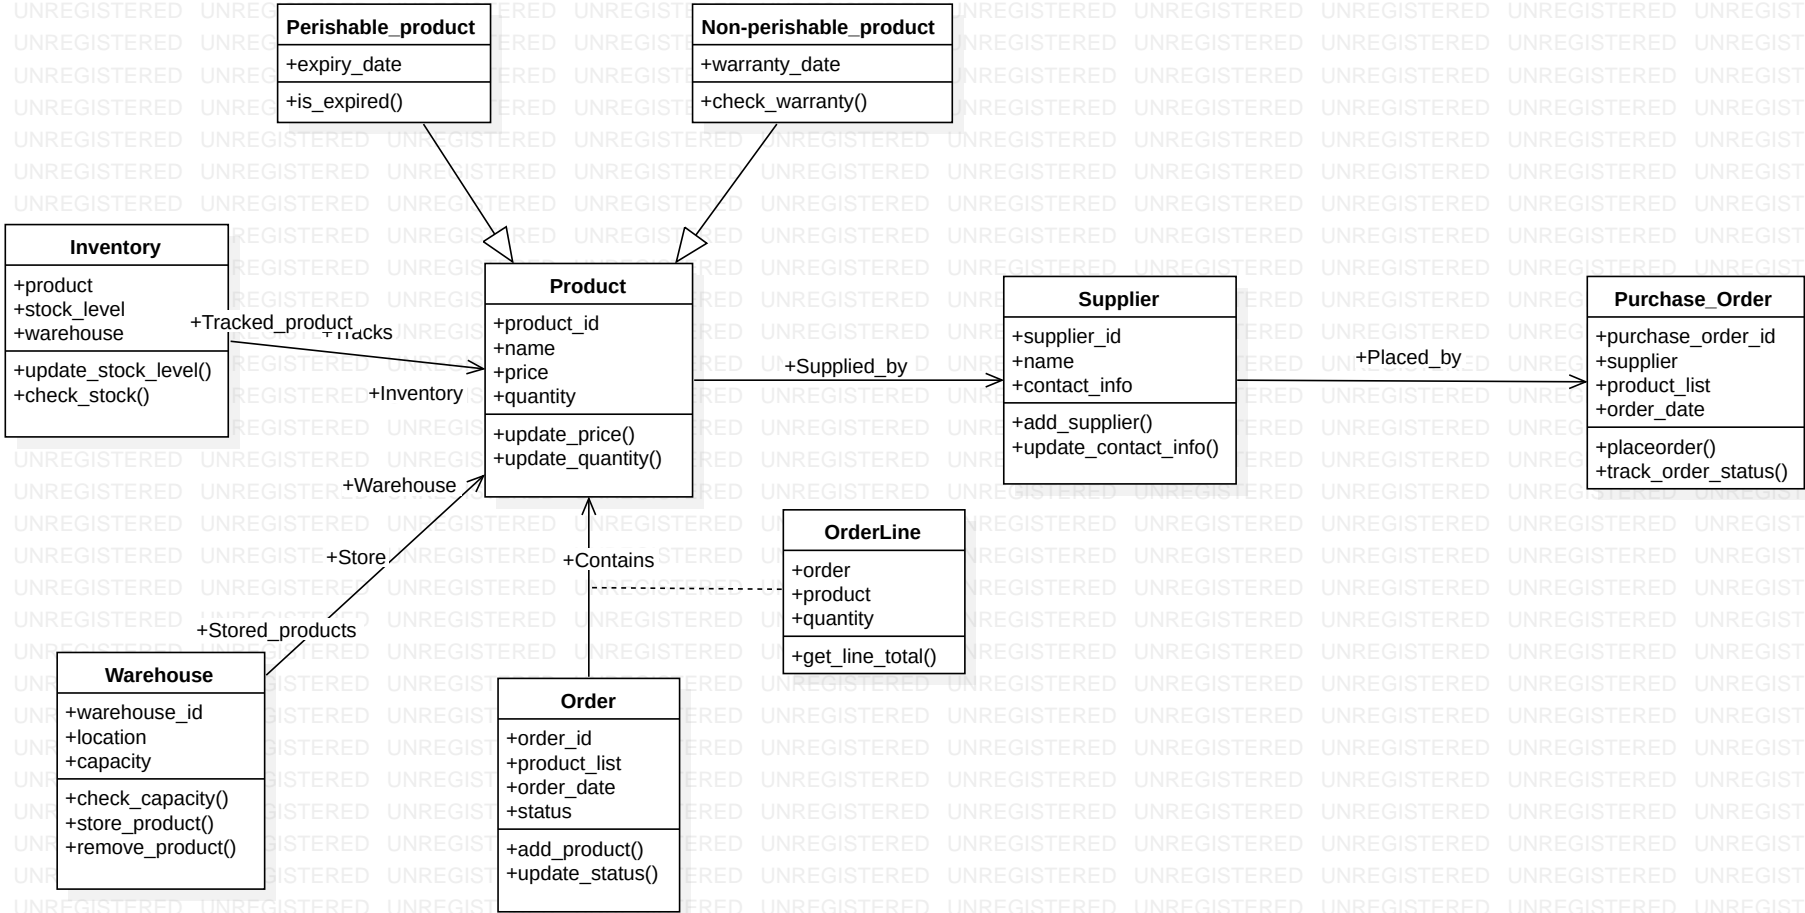 Perishable_product
+expiry_date
+is_expired()
Non-perishable_product
+warranty_date
+check_warranty()
Inventory
+product
+stock_level
+warehouse
+update_stock_level()
+check_stock()
+Tracked_product
+Tracks
+Inventory
Product
+product_id
+name
+price
+quantity
+update_price()
+update_quantity()
+Supplied_by
Supplier
+supplier_id
+name
+contact_info
+add_supplier()
+update_contact_info()
+Placed_by
Purchase_Order
+purchase_order_id
+supplier
+product_list
+order_date
+placeorder()
+track_order_status()
+Warehouse
+Store
+Stored_products
+Contains
OrderLine
+order
+product
+quantity
+get_line_total()
Warehouse
+warehouse_id
+location
+capacity
+check_capacity()
+store_product()
+remove_product()
Order
+order_id
+product_list
+order_date
+status
+add_product()
+update_status()
UNREGISTERED